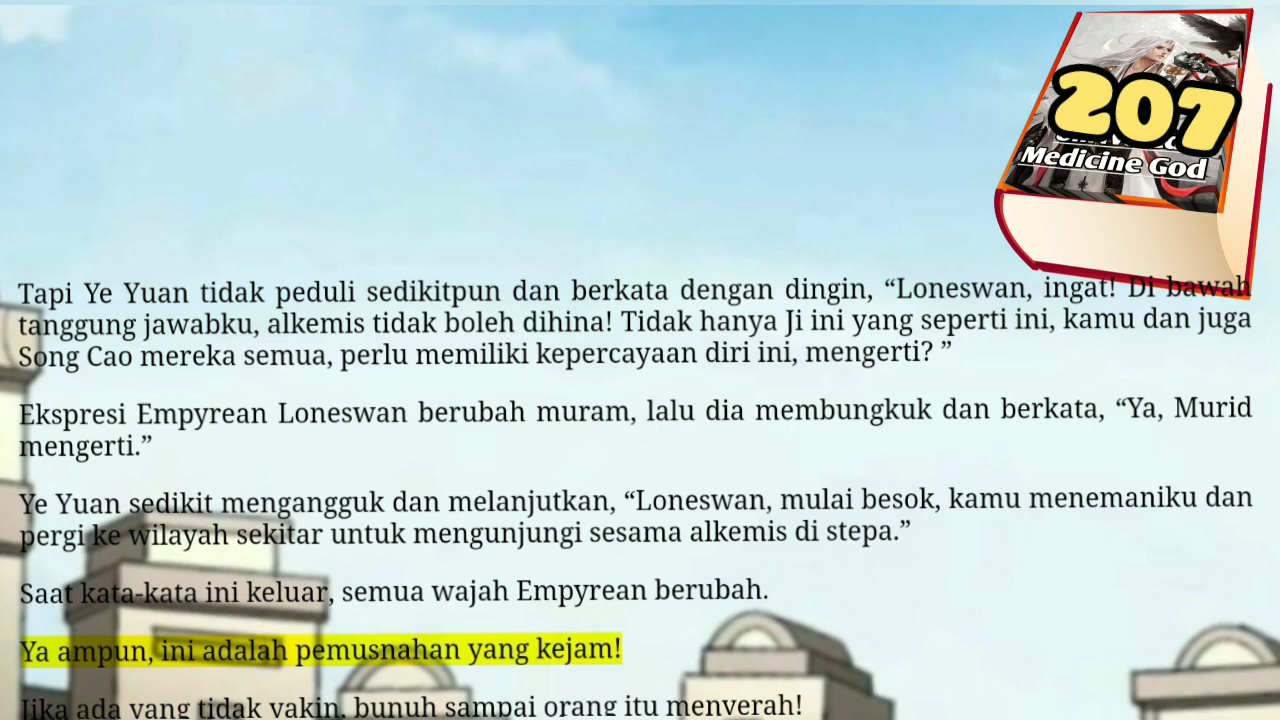 207
Medicine God
Tapi Ye Yuan tidak peduli sedikitpun dan berkata dengan dingin, “Loneswan, ingat! Di bawah
tanggung jawabku, alkemis tidak boleh dihina! Tidak hanya Ji ini yang seperti ini, kamu dan juga
Song Cao mereka semua, perlu memiliki kepercayaan diri ini, mengerti? ”
Ekspresi Empyrean Loneswan berubah muram, lalu dia membungkuk dan berkata, “Ya, Murid
mengerti.”
Ye Yuan sedikit mengangguk dan melanjutkan, “Loneswan, mulai besok, kamu menemaniku dan
pergi ke wilayah sekitar untuk mengunjungi sesama alkemis di stepa.”
Saat kata-kata ini keluar, semua wajah Empyrean berubah.
Ya ampun, ini adalah pemusnahan yang kejam!
Jika ada yang tidak yakin, bunuh sampai orang itu menyerah!